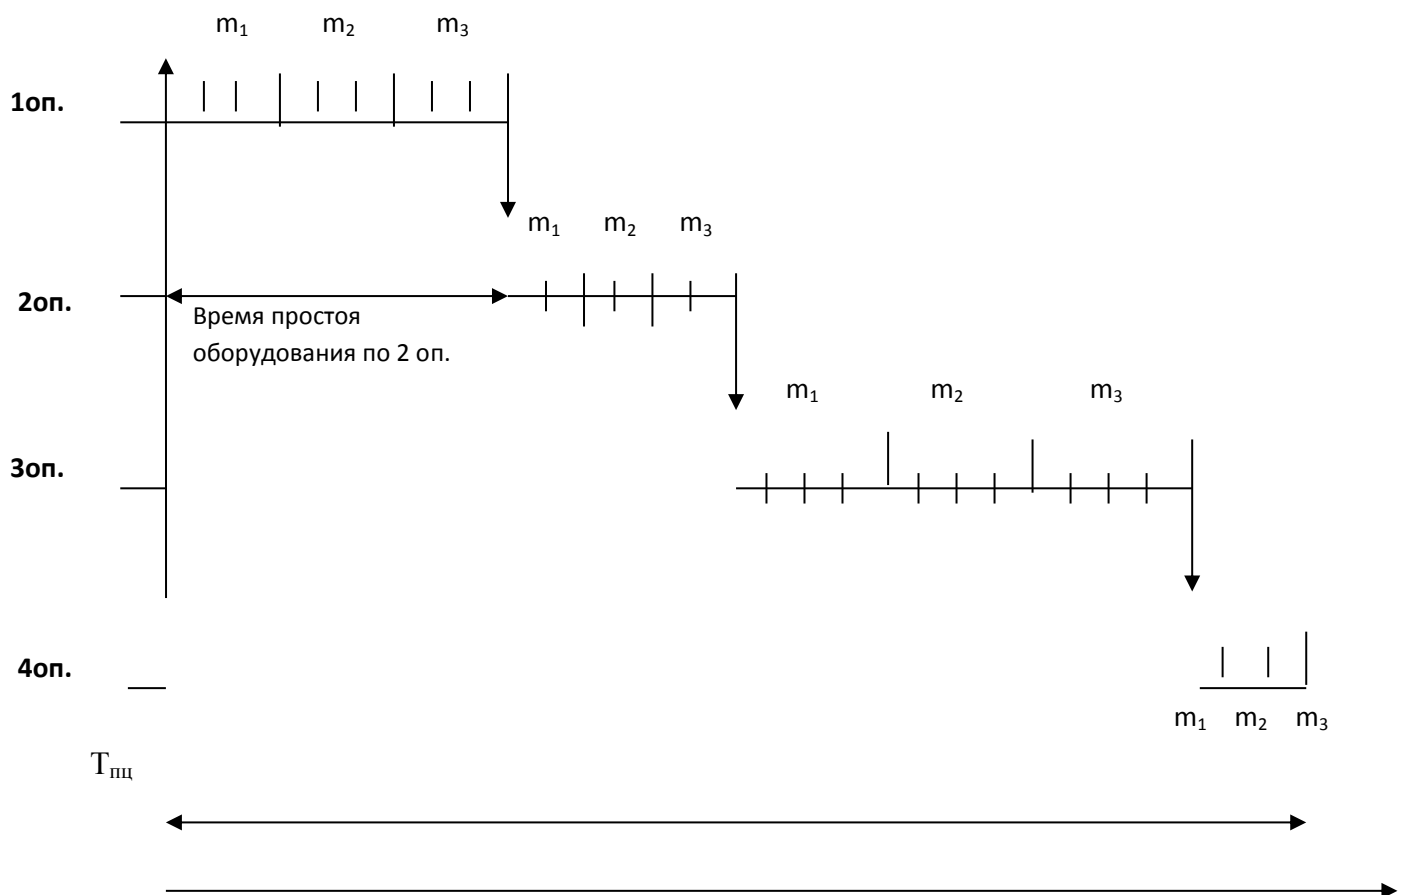 m₁ m₂ m₃
1оп.
m₁ m₂ m₃
2оп.
Время простоя
оборудования по 2 оп.
m₁ m₂ m₃
3оп.
4оп.
m₁ m₂ m₃
Tпц